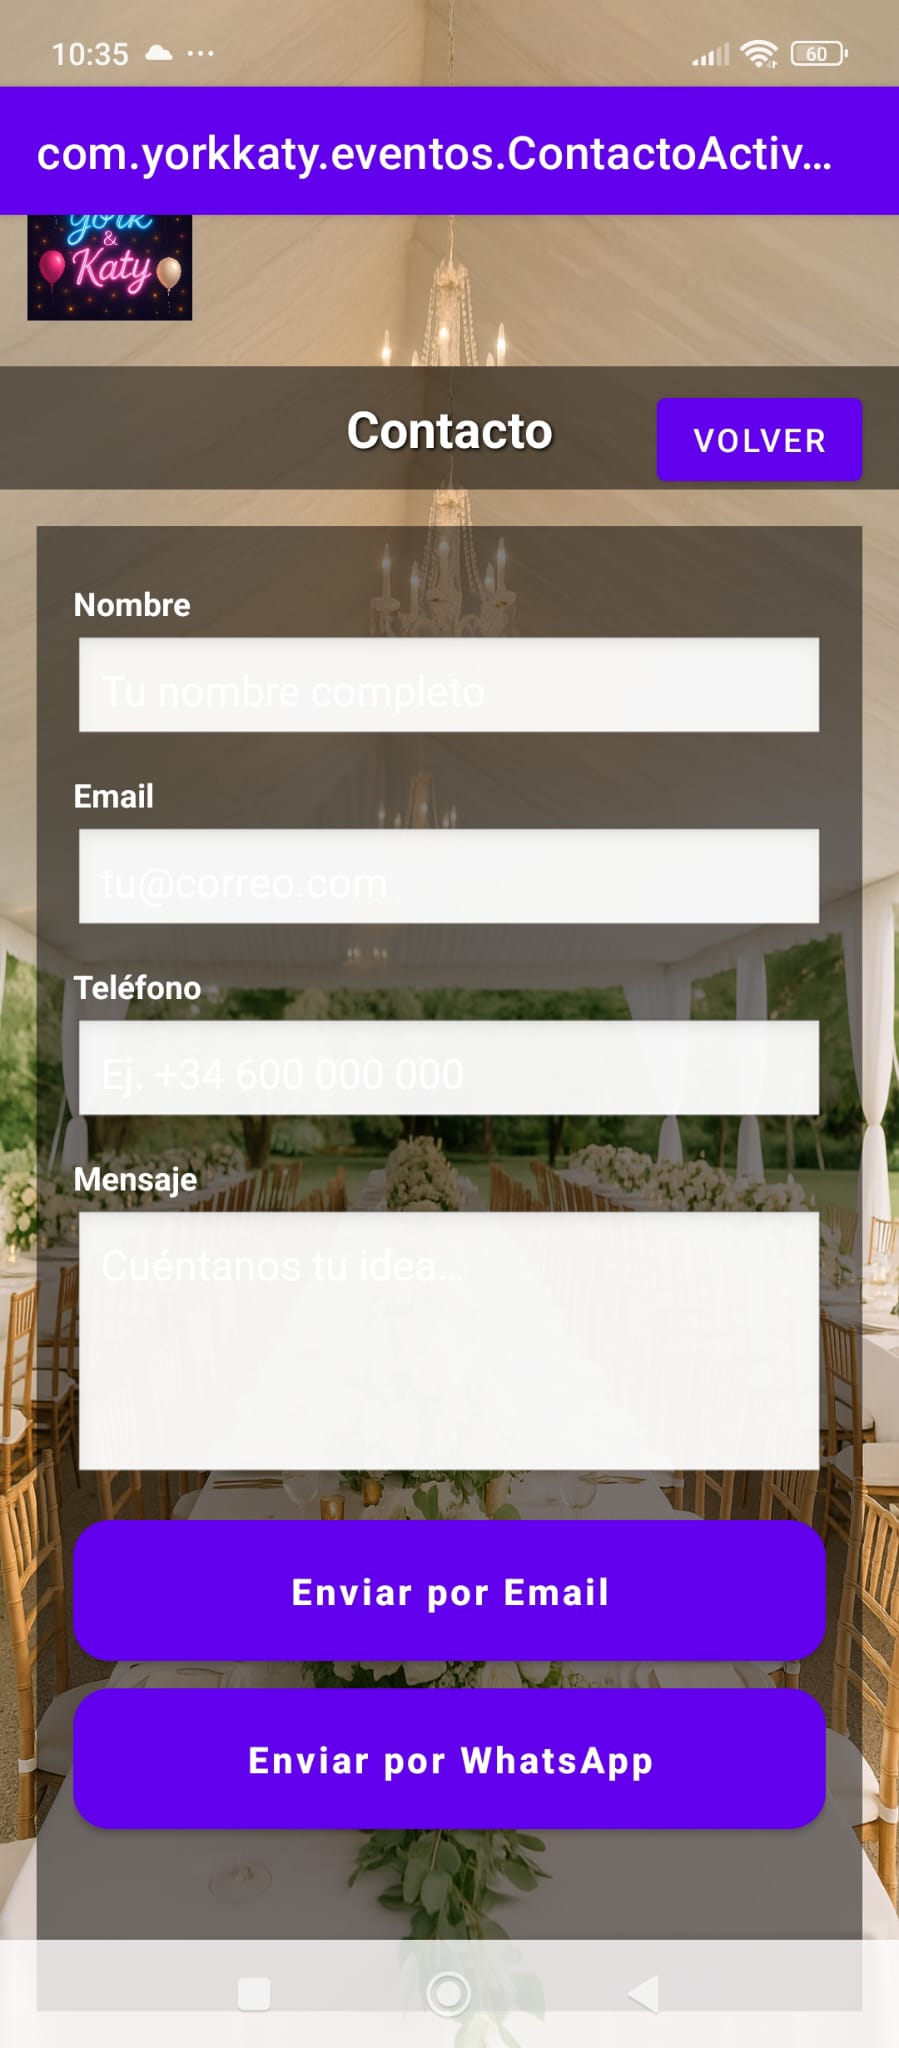 10:35
60
com.yorkkaty.eventos.ContactoActiv...
York
&
Katy
Contacto
VOLVER
Nombre
Tu nombre completo
Email
tu@correo.com
Teléfono
Ej. +34 600 000 000
Mensaje
Cuéntanos tu idea...
Enviar por Email
Enviar por WhatsApp